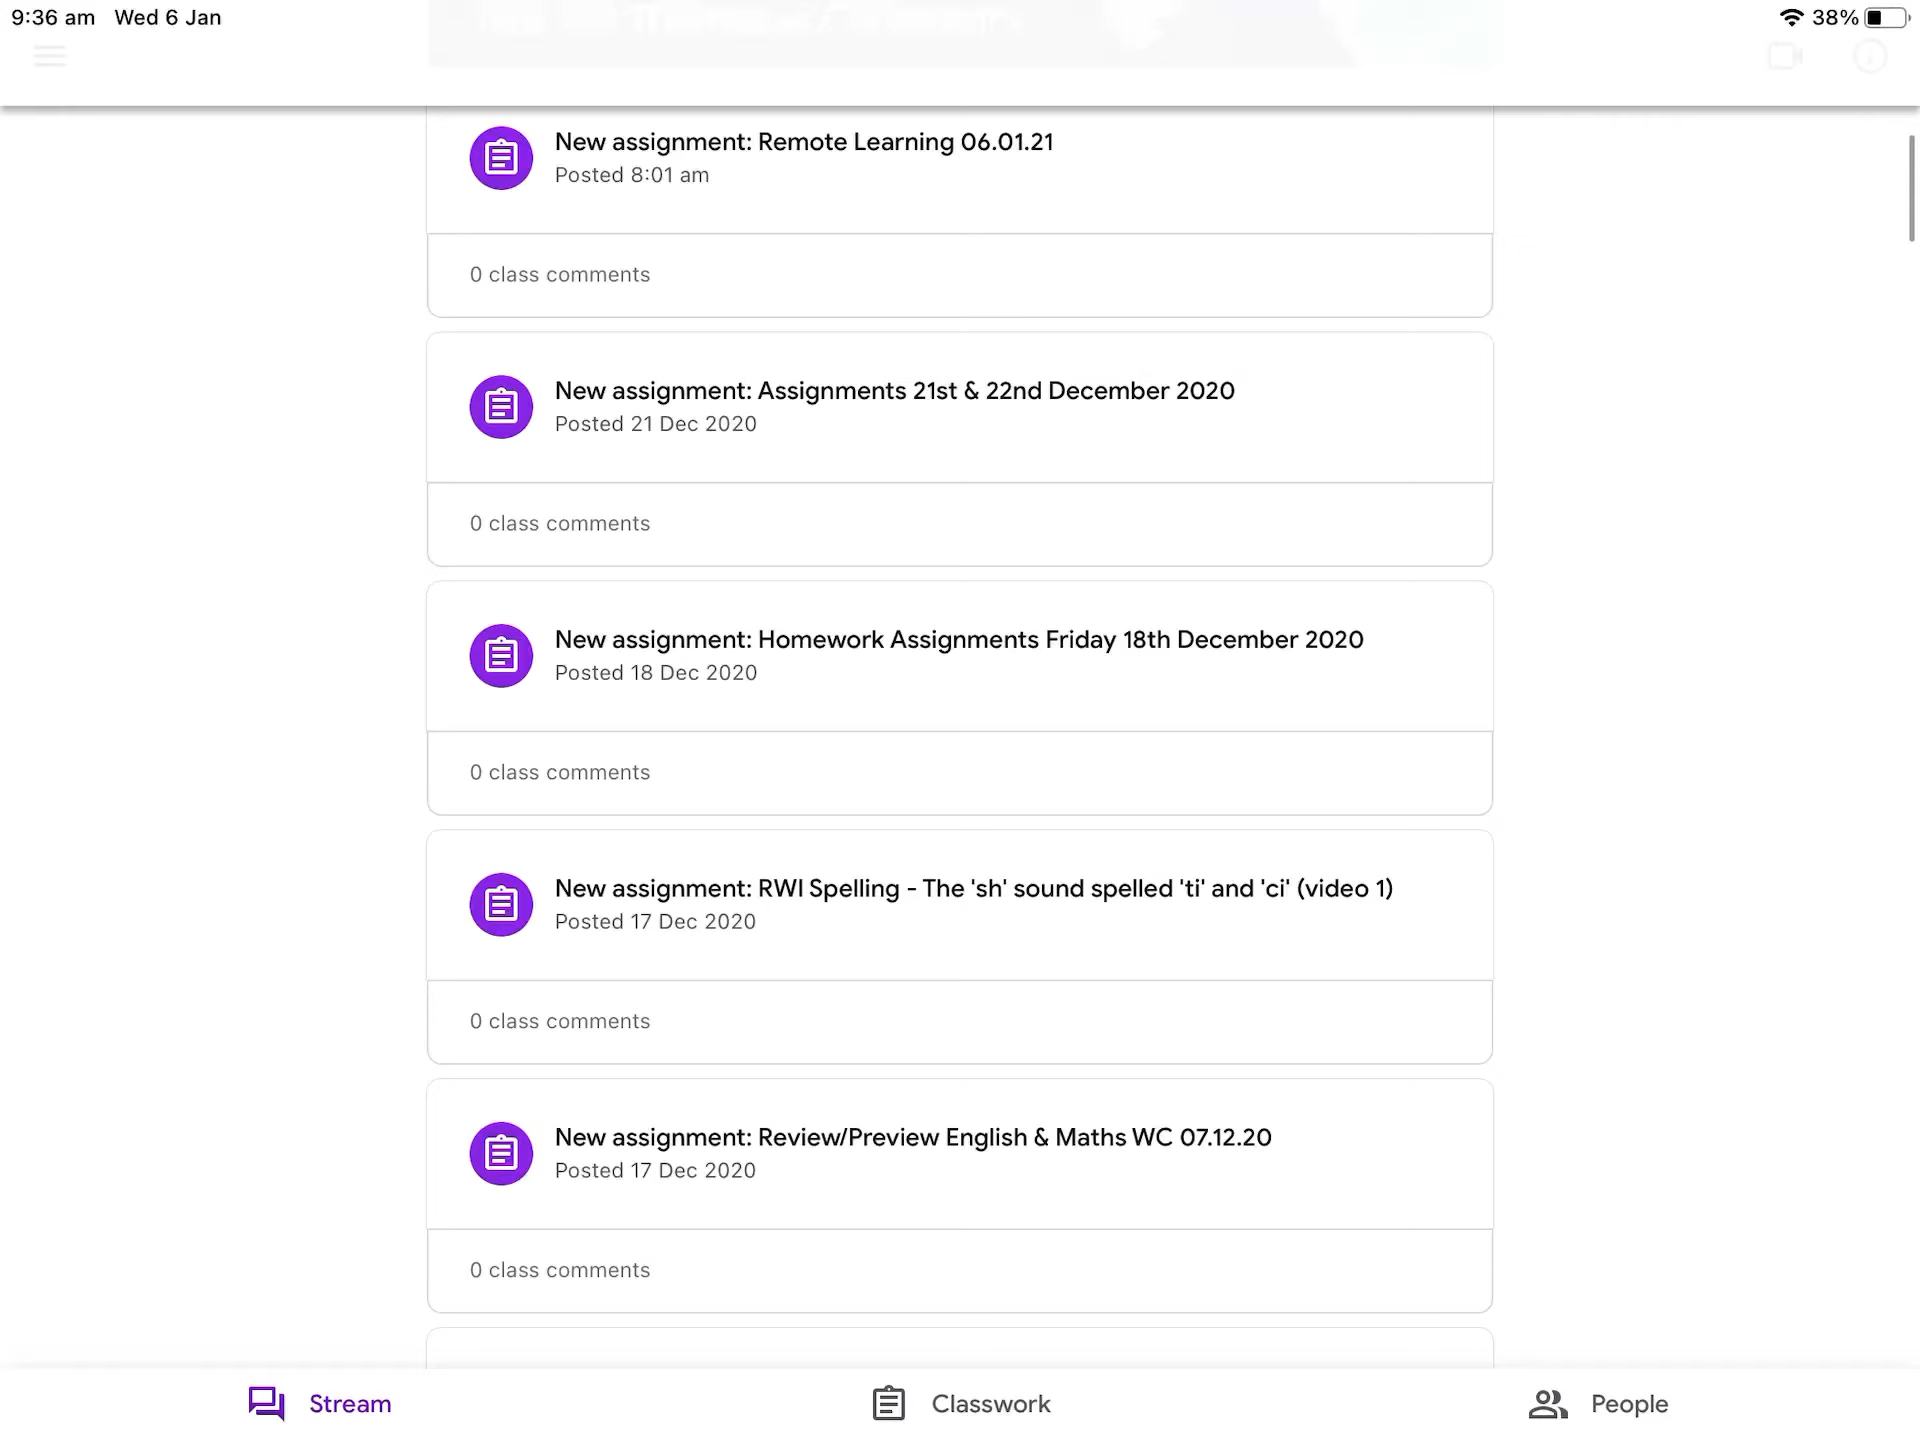 9:36 am Wed 6 Jan
38%
New assignment: Remote Learning 06.01.21
Posted 8:01 am
0 class comments
New assignment: Assignments 21st & 22nd December 2020
Posted 21 Dec 2020
0 class comments
New assignment: Homework Assignments Friday 18th December 2020
Posted 18 Dec 2020
0 class comments
New assignment: RWI Spelling - The 'sh' sound spelled 'ti' and 'ci' (video 1)
Posted 17 Dec 2020
0 class comments
New assignment: Review/Preview English & Maths WC 07.12.20
Posted 17 Dec 2020
0 class comments
Stream
Classwork
People